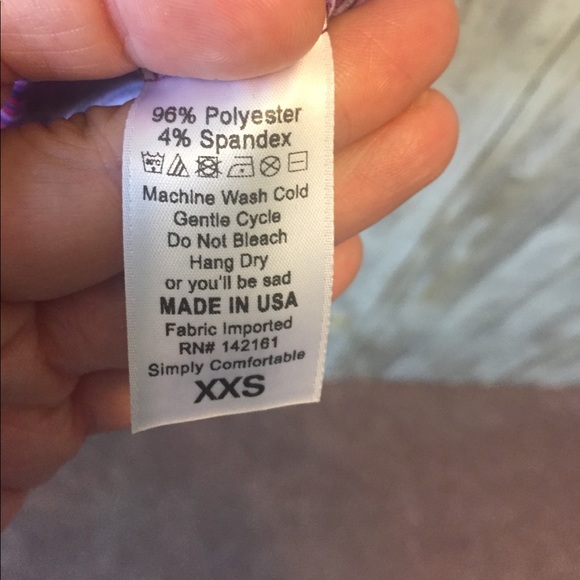 96% Polyester
4% Spandex
30°C
Machine Wash Cold
Gentle Cycle
Do Not Bleach
Hang Dry
or you'll be sad
MADE IN USA
Fabric Imported
RN# 142161
Simply Comfortable
XXS